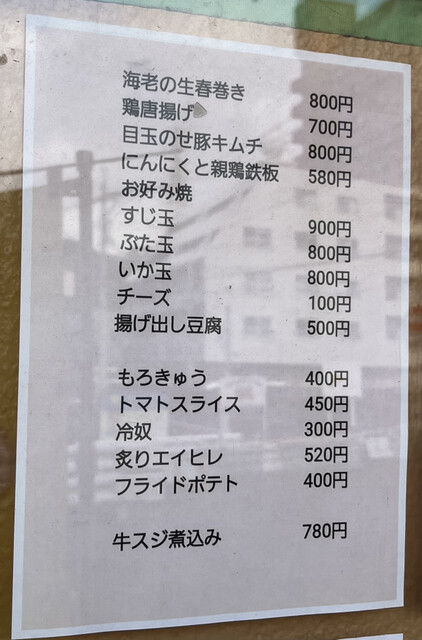 海老の生春巻き 800円
鶏唐揚げ 700円
目玉のせ豚キムチ 800円
にんにくと親鶏鉄板 580円
お好み焼
すじ玉 900円
ぶた玉 800円
いか玉 800円
チーズ 100円
揚げ出し豆腐 500円
もろきゅう 400円
トマトスライス 450円
冷奴 300円
炙りエイヒレ 520円
フライドポテト 400円
牛スジ煮込み 780円